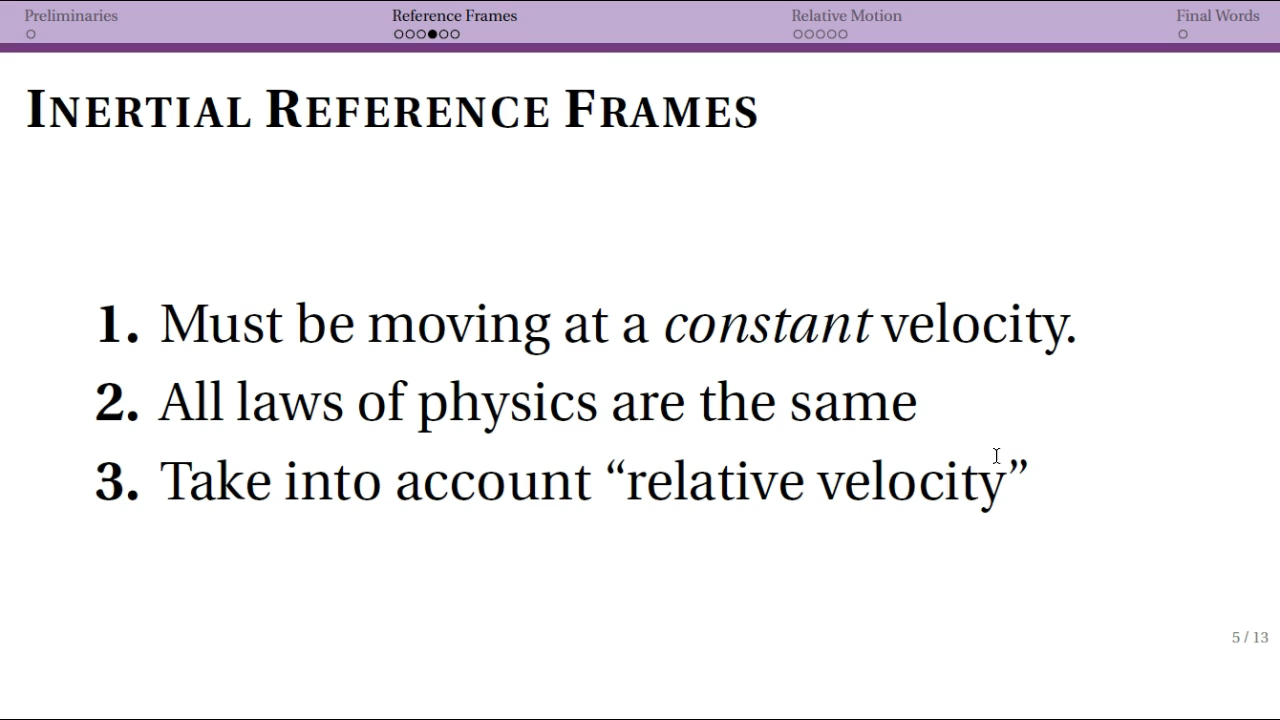 Preliminaries
Reference Frames
Relative Motion
Final Words
INERTIAL REFERENCE FRAMES
1. Must be moving at a constant velocity.
2. All laws of physics are the same
3. Take into account “relative velocity”
5 / 13